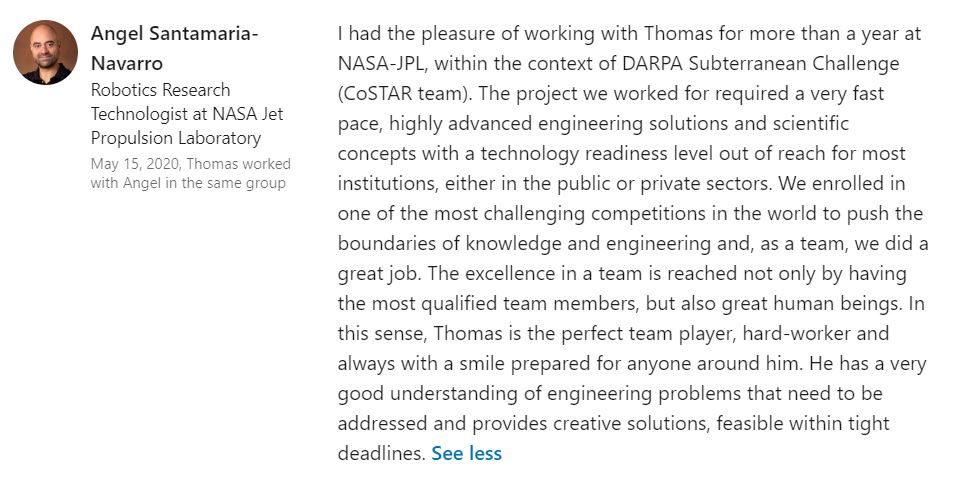 Angel Santamaria-
Navarro
Robotics Research
Technologist at NASA Jet
Propulsion Laboratory
May 15, 2020, Thomas worked
with Angel in the same group
I had the pleasure of working with Thomas for more than a year at
NASA-JPL, within the context of DARPA Subterranean Challenge
(CoSTAR team). The project we worked for required a very fast
pace, highly advanced engineering solutions and scientific
concepts with a technology readiness level out of reach for most
institutions, either in the public or private sectors. We enrolled in
one of the most challenging competitions in the world to push the
boundaries of knowledge and engineering and, as a team, we did a
great job. The excellence in a team is reached not only by having
the most qualified team members, but also great human beings. In
this sense, Thomas is the perfect team player, hard-worker and
always with a smile prepared for anyone around him. He has a very
good understanding of engineering problems that need to be
addressed and provides creative solutions, feasible within tight
deadlines. See less